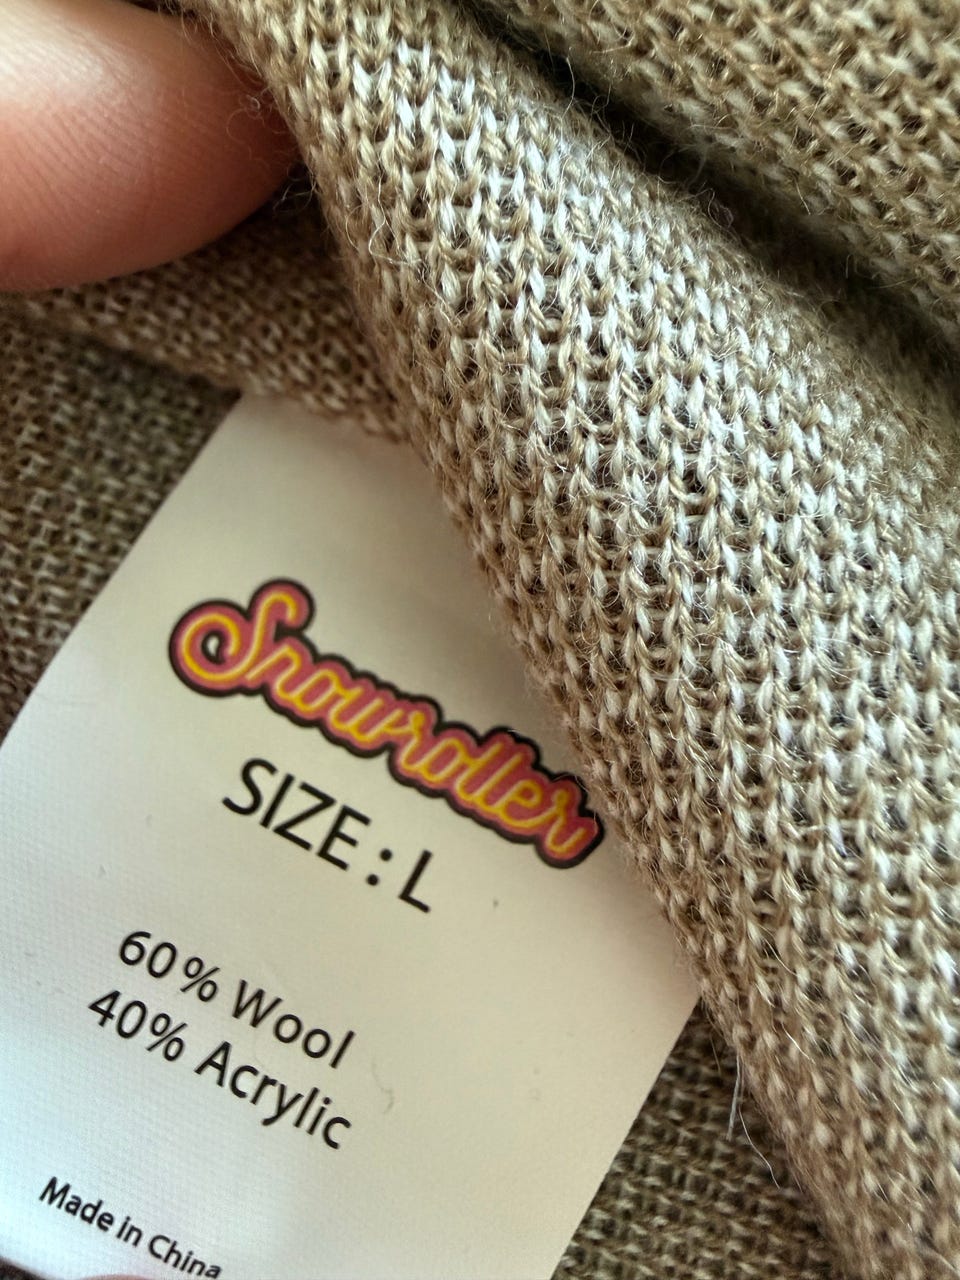 Snowroller
SIZE : L
60% Wool
40% Acrylic
Made in China